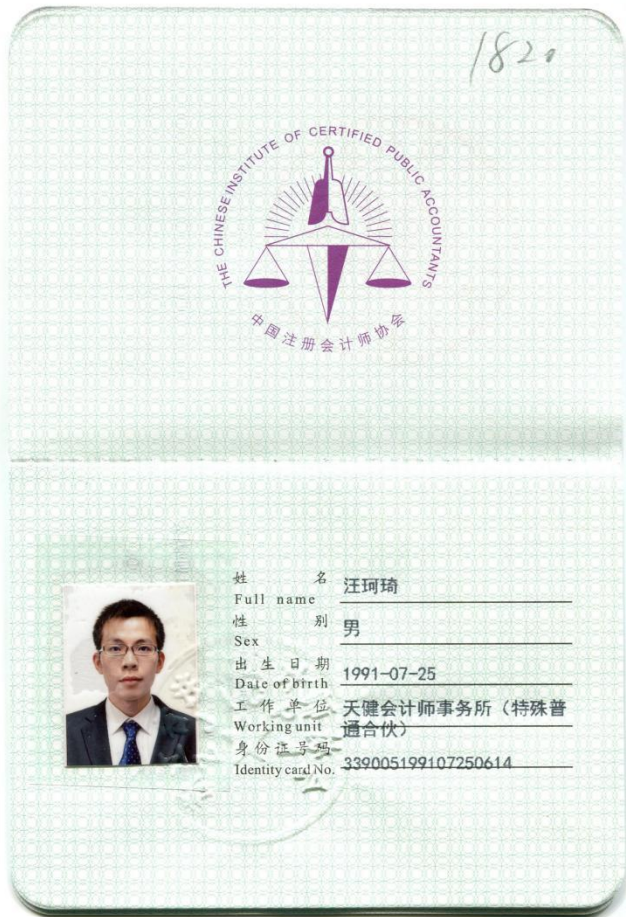 1820
THE CHINESE INSTITUTE OF CERTIFIED PUBLIC ACCOUNTANTS
中国注册会计师协会
姓 名 汪珂琦
Full name
性 别 男
Sex
出生日期 1991-07-25
Date of birth
工作单位 天健会计师事务所（特殊普
Working unit 通合伙）
身份证号码 339005199107250614
Identity card No.